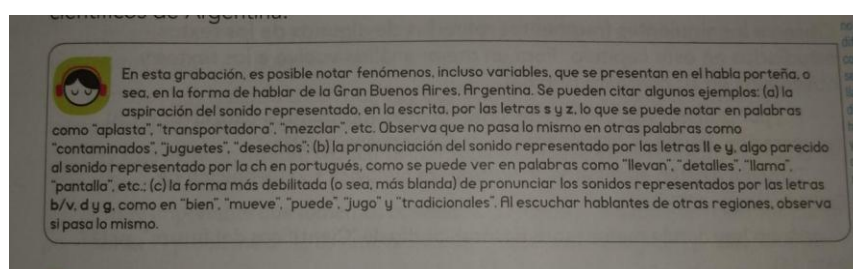 científicos de Argentina.
En esta grabación, es posible notar fenómenos, incluso variables, que se presentan en el habla porteña, o
sea, en la forma de hablar de la Gran Buenos Aires, Argentina. Se pueden citar algunos ejemplos: (a) la
aspiración del sonido representado, en la escrita, por las letras s y z, lo que se puede notar en palabras
como "aplasta", "transportadora", "mezclar", etc. Observa que no pasa lo mismo en otras palabras como
"contaminados", "juguetes", "desechos"; (b) la pronunciación del sonido representado por las letras ll e y, algo parecido
al sonido representado por la ch en portugués, como se puede ver en palabras como "llevan", "detalles", "llama",
"pantalla", etc.; (c) la forma más debilitada (o sea, más blanda) de pronunciar los sonidos representados por las letras
b/v, d y g, como en "bien", "mueve", "puede", "jugo" y "tradicionales". Al escuchar hablantes de otras regiones, observa
si pasa lo mismo.